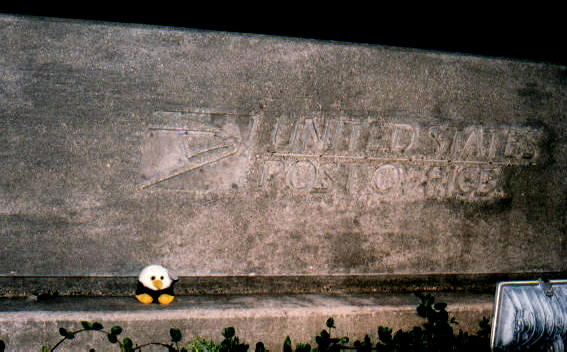 UNITED STATES
POST OFFICE